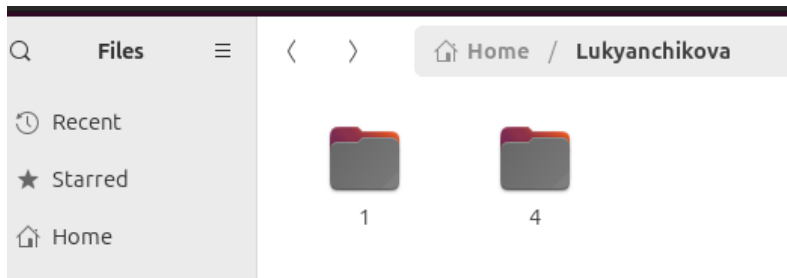 Files
Home / Lukyanchikova
Recent
Starred
Home
1
4